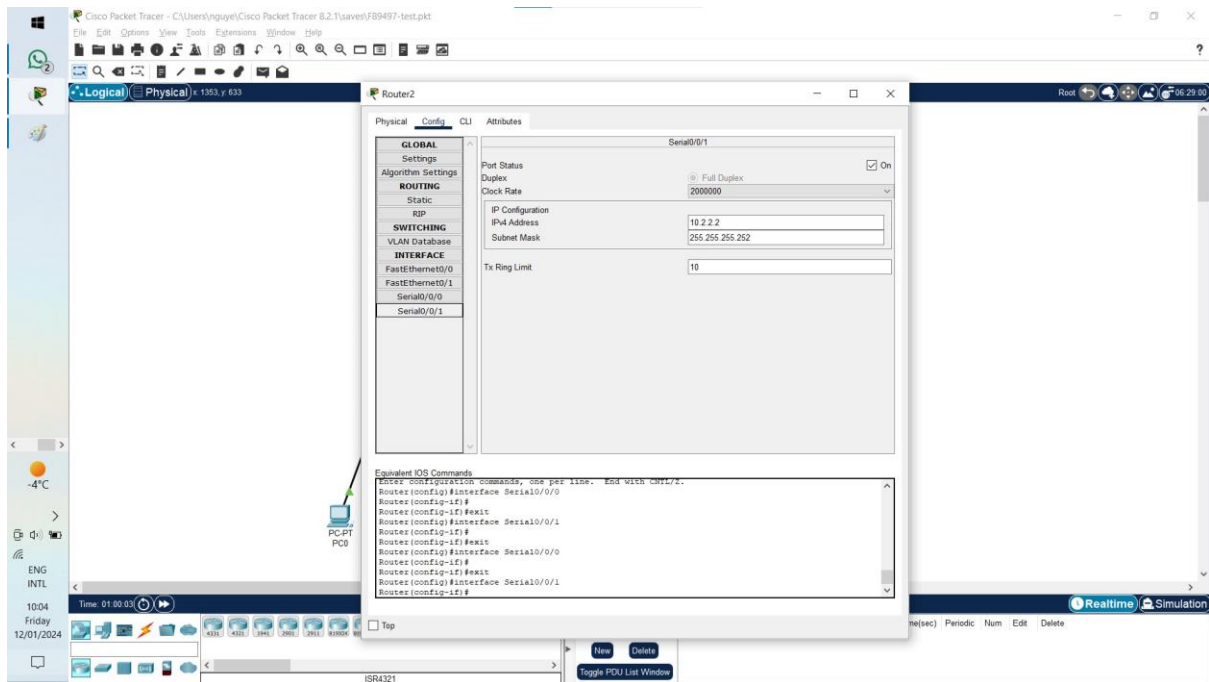 Cisco Packet Tracer - C:\Users\nguye\Cisco Packet Tracer 8.2.1\saves\FB9497-test.pkt
File Edit Options View Tools Extensions Window Help
?
2
Logical Physical x: 1353, y: 633
Root 06:29:00
Router2
Physical Config CLI Attributes
GLOBAL
Settings
Algorithm Settings
ROUTING
Static
RIP
SWITCHING
VLAN Database
INTERFACE
FastEthernet0/0
FastEthernet0/1
Serial0/0/0
Serial0/0/1
Serial0/0/1
Port Status On
Duplex Full Duplex
Clock Rate 2000000
IP Configuration
IPv4 Address 10.2.2.2
Subnet Mask 255.255.255.252
Tx Ring Limit 10
Equivalent IOS Commands
Enter configuration commands, one per line. End with CNTL/Z.
Router(config)#interface Serial0/0/0
Router(config-if)#
Router(config-if)#exit
Router(config)#interface Serial0/0/1
Router(config-if)#
Router(config-if)#exit
Router(config)#interface Serial0/0/0
Router(config-if)#
Router(config-if)#exit
Router(config)#interface Serial0/0/1
Router(config-if)#
Top
PC-PT
PC0
-4°C
ENG
INTL
10:04
Friday
12/01/2024
Time: 01:00:03
Realtime Simulation
4331 4321 1941 2901 2911
ISR4321
New Delete
Toggle PDU List Window
me(sec) Periodic Num Edit Delete